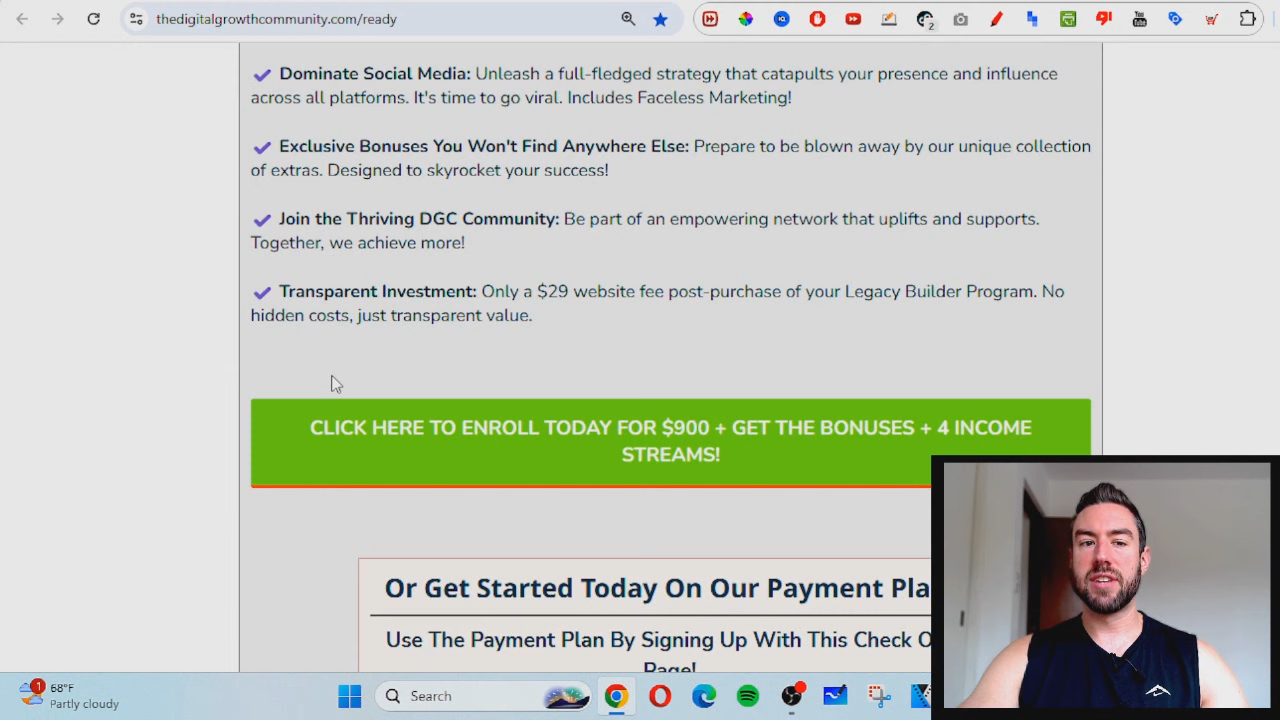 thedigitalgrowthcommunity.com/ready
2
You
Tube
Dominate Social Media: Unleash a full-fledged strategy that catapults your presence and influence
across all platforms. It's time to go viral. Includes Faceless Marketing!
Exclusive Bonuses You Won't Find Anywhere Else: Prepare to be blown away by our unique collection
of extras. Designed to skyrocket your success!
Join the Thriving DGC Community: Be part of an empowering network that uplifts and supports.
Together, we achieve more!
Transparent Investment: Only a $29 website fee post-purchase of your Legacy Builder Program. No
hidden costs, just transparent value.
CLICK HERE TO ENROLL TODAY FOR $900 + GET THE BONUSES + 4 INCOME
STREAMS!
Or Get Started Today On Our Payment Pla
Use The Payment Plan By Signing Up With This Check O
Page!
1
68°F
Partly cloudy
Search